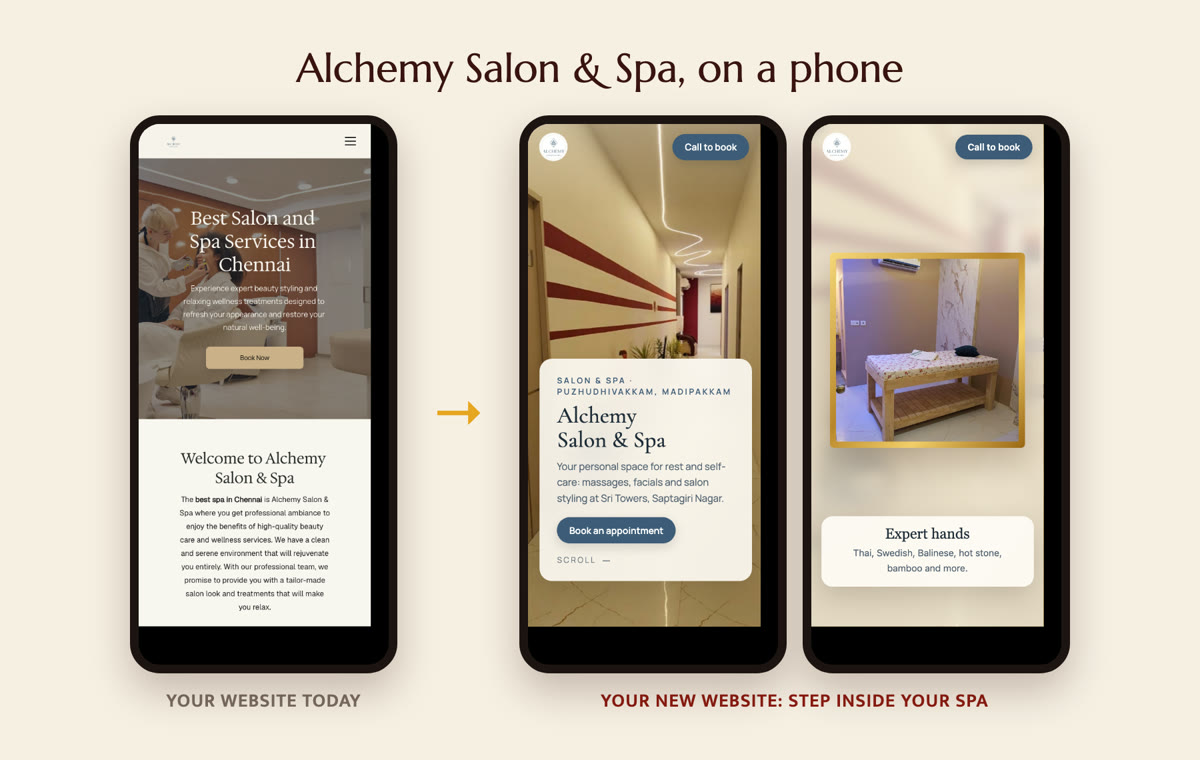 Alchemy Salon & Spa, on a phone
Best Salon and
Spa Services in
Chennai
Experience expert beauty styling and
relaxing wellness treatments designed to
refresh your appearance and restore your
natural well-being.
Book Now
Welcome to Alchemy
Salon & Spa
The best spa in Chennai is Alchemy Salon &
Spa where you get professional ambiance to
enjoy the benefits of high-quality beauty
care and wellness services. We have a clean
and serene environment that will rejuvenate
you entirely. With our professional team, we
promise to provide you with a tailor-made
salon look and treatments that will make
you relax.
YOUR WEBSITE TODAY
ALCHEMY
Call to book
SALON & SPA ·
PUZHUDHIVAKKAM, MADIPAKKAM
Alchemy
Salon & Spa
Your personal space for rest and self-
care: massages, facials and salon
styling at Sri Towers, Saptagiri Nagar.
Book an appointment
SCROLL —
ALCHEMY
Call to book
Expert hands
Thai, Swedish, Balinese, hot stone,
bamboo and more.
YOUR NEW WEBSITE: STEP INSIDE YOUR SPA